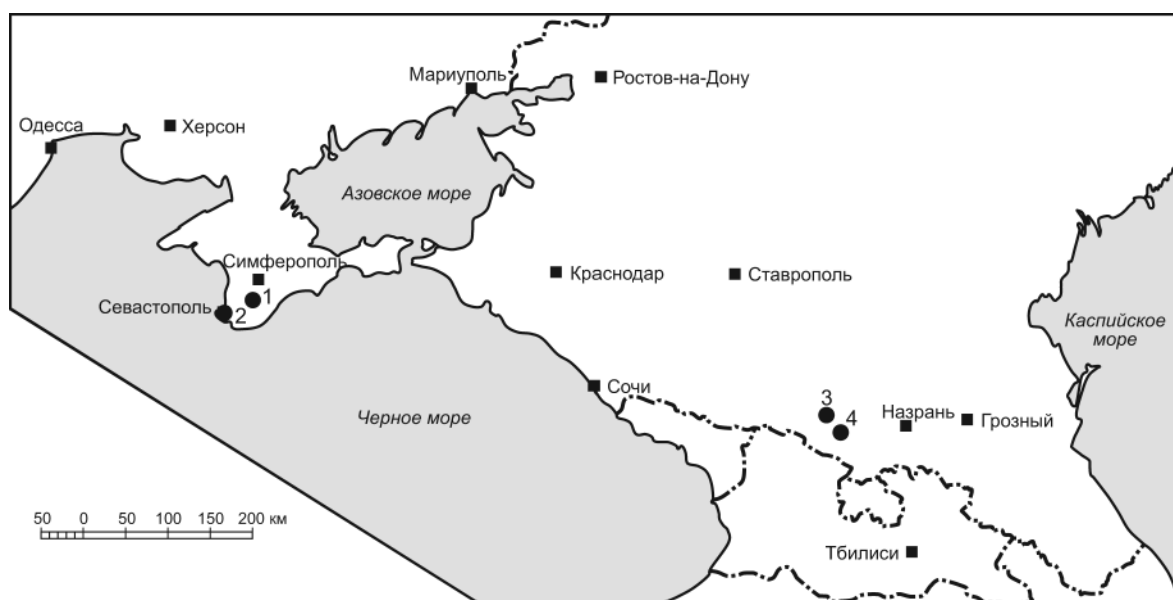 Мариуполь
Ростов-на-Дону
Одесса
Херсон
Азовское море
Симферополь
1
Севастополь
2
Краснодар
Ставрополь
Каспийское
море
Сочи
Черное море
3
4
Назрань
Грозный
50 0 50 100 150 200 км
Тбилиси